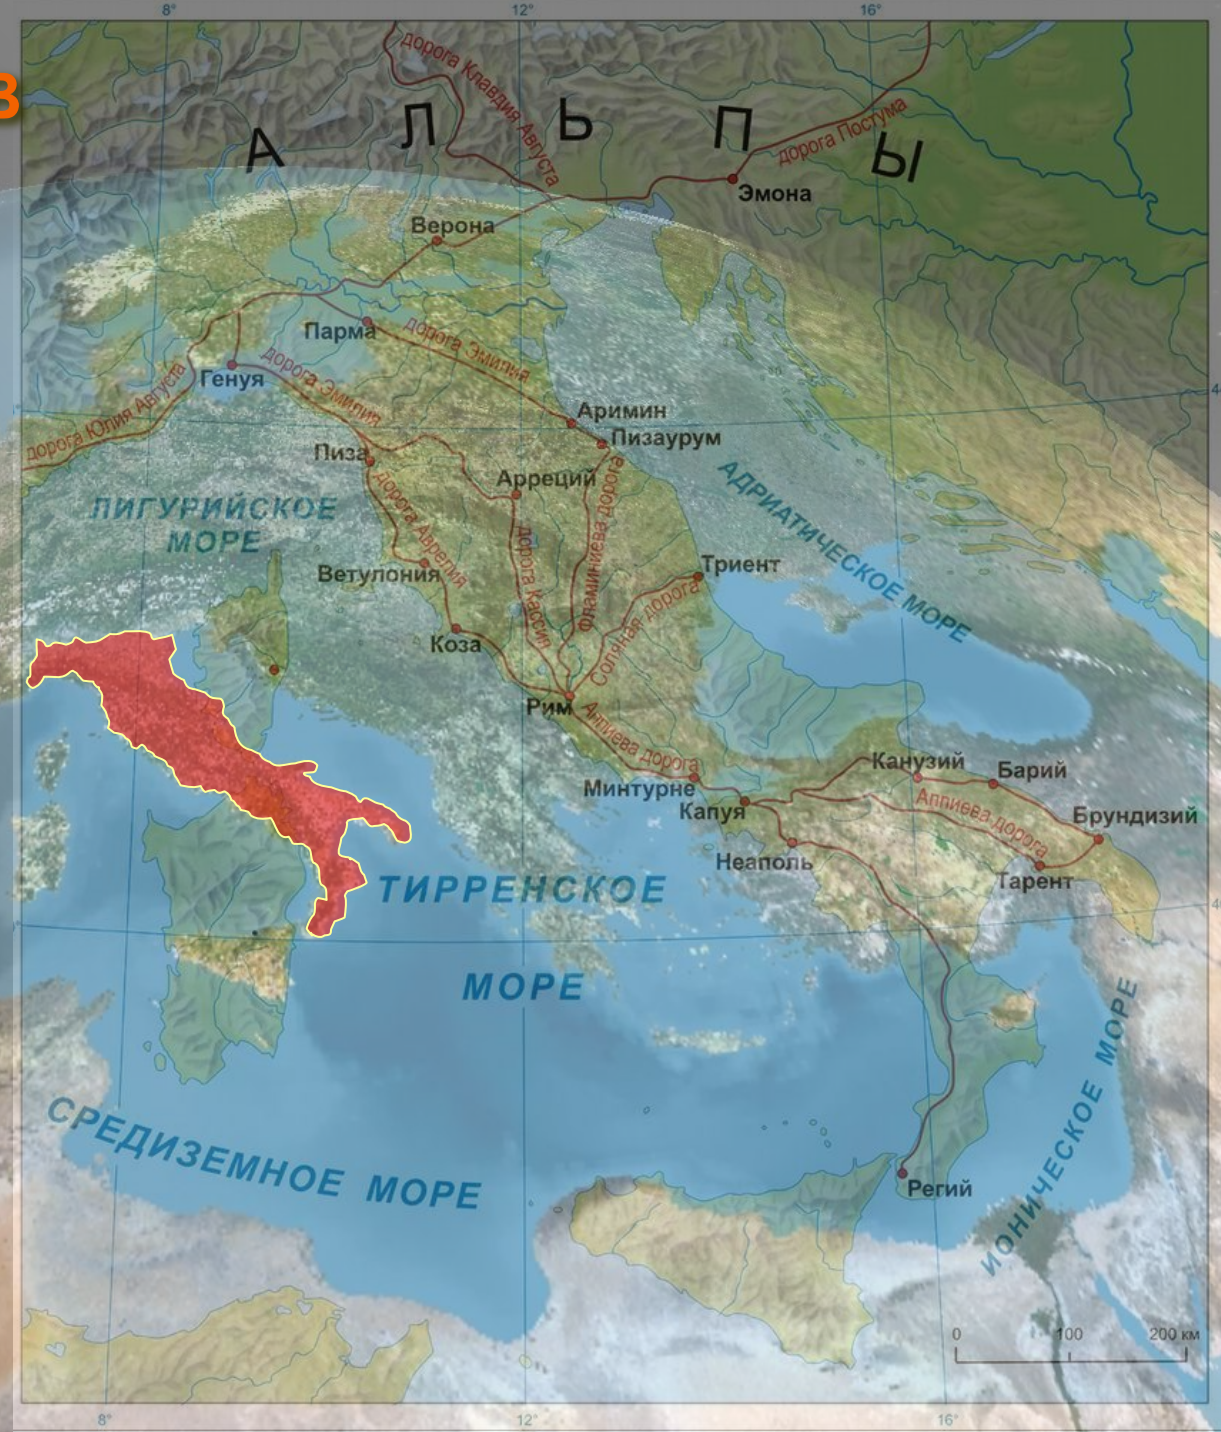 8° 12° 16°
В
дорога Клавдия Августа
А Л Ь П Ы
дорога Постума
Эмона
Верона
Парма
дорога Эмилия
Генуя
дорога Эмилия
дорога Юлия Августа
Аримин
Пизаурум
Пиза
Арреций
АДРИАТИЧЕСКОЕ МОРЕ
ЛИГУРИЙСКОЕ
МОРЕ
дорога Аврелия
дорога Кассия
Фламиниева дорога
Ветулония
Триент
Соляная дорога
Коза
Рим
Аппиева дорога
Минтурне
Капуя
Канузий
Барий
Аппиева дорога
Брундизий
Неаполь
Тарент
ТИРРЕНСКОЕ
МОРЕ
ИОНИЧЕСКОЕ МОРЕ
СРЕДИЗЕМНОЕ МОРЕ
Регий
0 100 200 км
8° 12° 16°